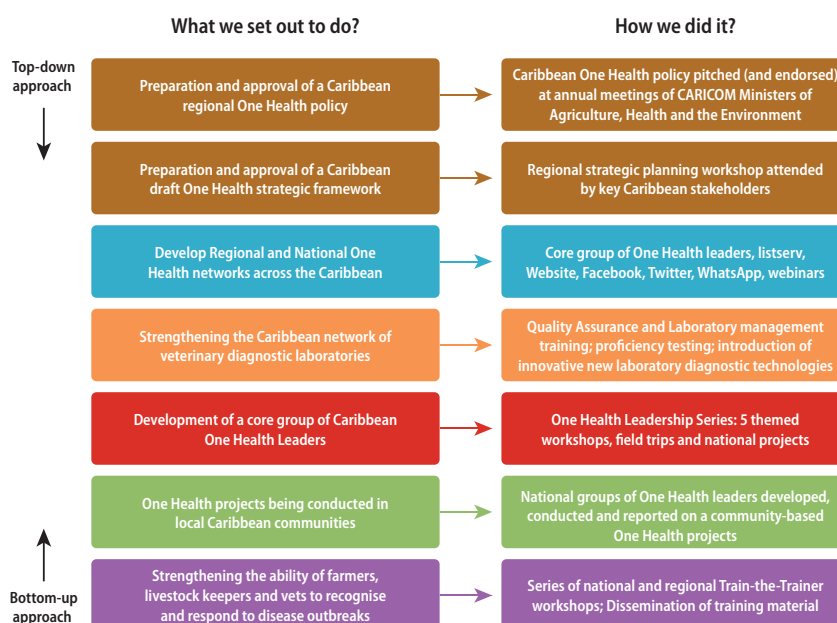 What we set out to do?
How we did it?
Top-down
approach
Preparation and approval of a Caribbean
regional One Health policy
Caribbean One Health policy pitched (and endorsed)
at annual meetings of CARICOM Ministers of
Agriculture, Health and the Environment
Preparation and approval of a Caribbean
draft One Health strategic framework
Regional strategic planning workshop attended
by key Caribbean stakeholders
Develop Regional and National One
Health networks across the Caribbean
Core group of One Health leaders, listserv,
Website, Facebook, Twitter, WhatsApp, webinars
Strengthening the Caribbean network of
veterinary diagnostic laboratories
Quality Assurance and Laboratory management
training; proficiency testing; introduction of
innovative new laboratory diagnostic technologies
Development of a core group of Caribbean
One Health Leaders
One Health Leadership Series: 5 themed
workshops, field trips and national projects
One Health projects being conducted in
local Caribbean communities
National groups of One Health leaders developed,
conducted and reported on a community-based
One Health projects
Bottom-up
approach
Strengthening the ability of farmers,
livestock keepers and vets to recognise
and respond to disease outbreaks
Series of national and regional Train-the-Trainer
workshops; Dissemination of training material